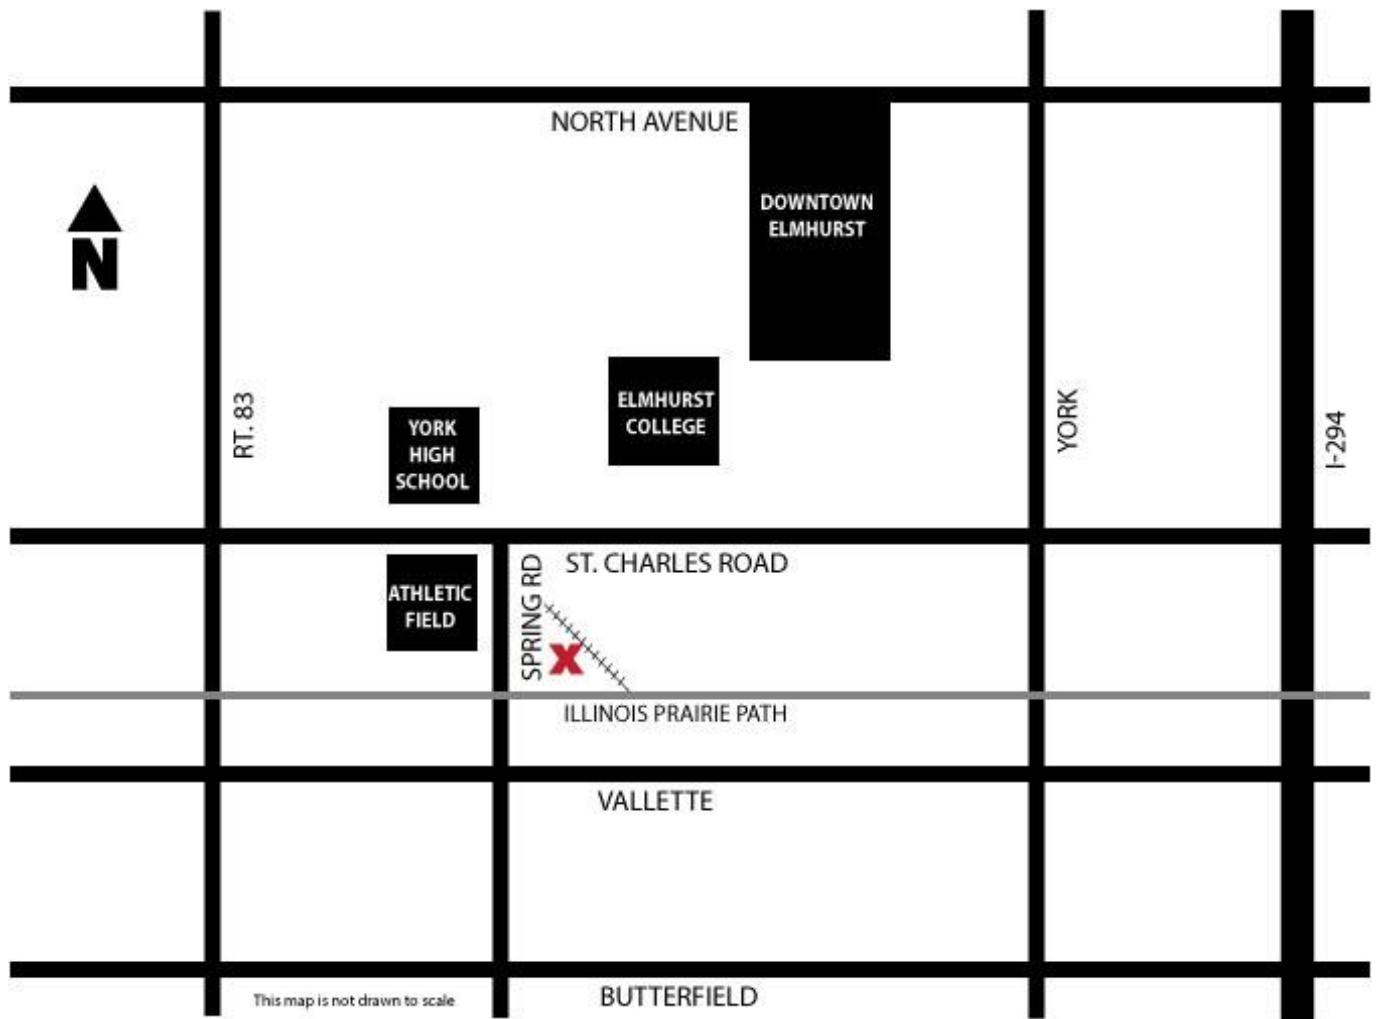 NORTH AVENUE
DOWNTOWN
ELMHURST
N
RT. 83
YORK
HIGH
SCHOOL
ELMHURST
COLLEGE
YORK
I-294
ST. CHARLES ROAD
SPRING RD
ATHLETIC
FIELD
X
ILLINOIS PRAIRIE PATH
VALLETTE
This map is not drawn to scale
BUTTERFIELD